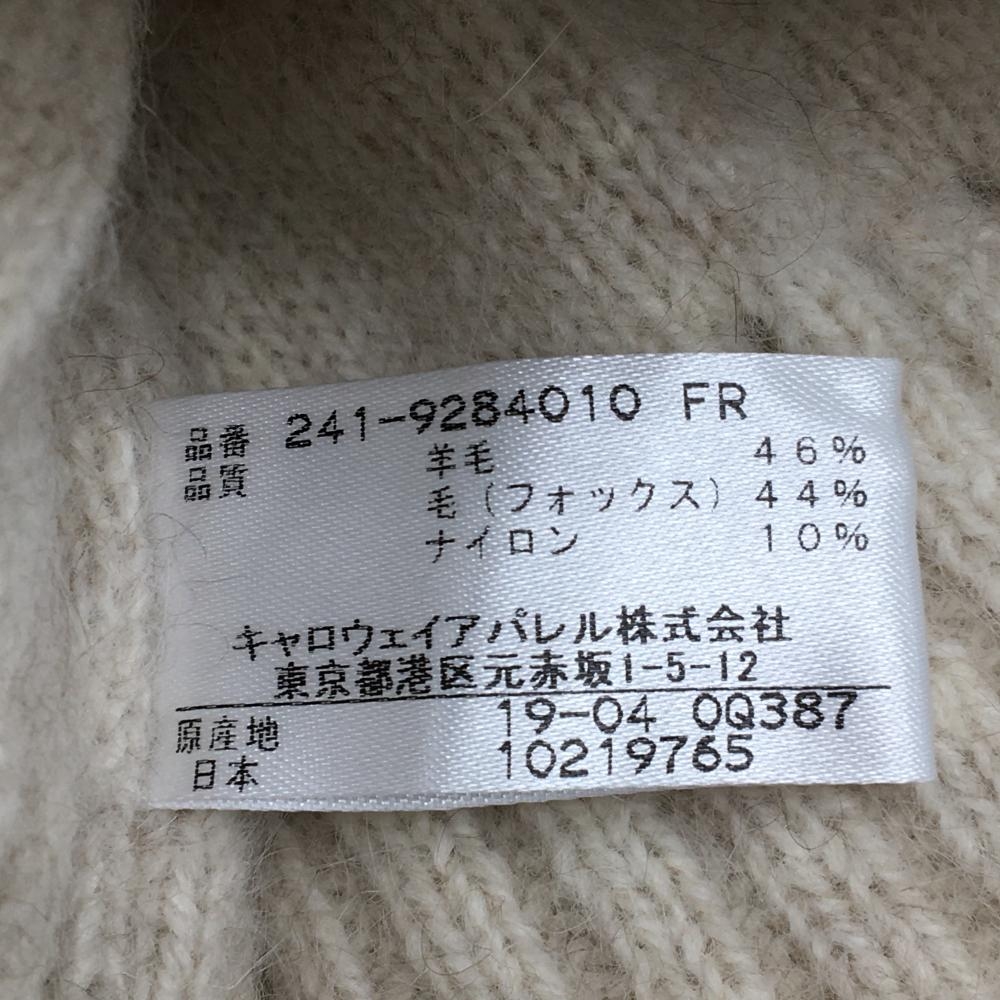 品番 241-9284010 FR
品質 羊毛 46%
毛(フォックス) 44%
ナイロン 10%
キャロウェイアパレル株式会社
東京都港区元赤坂1-5-12
原産地 19-04 0Q387
日本 10219765